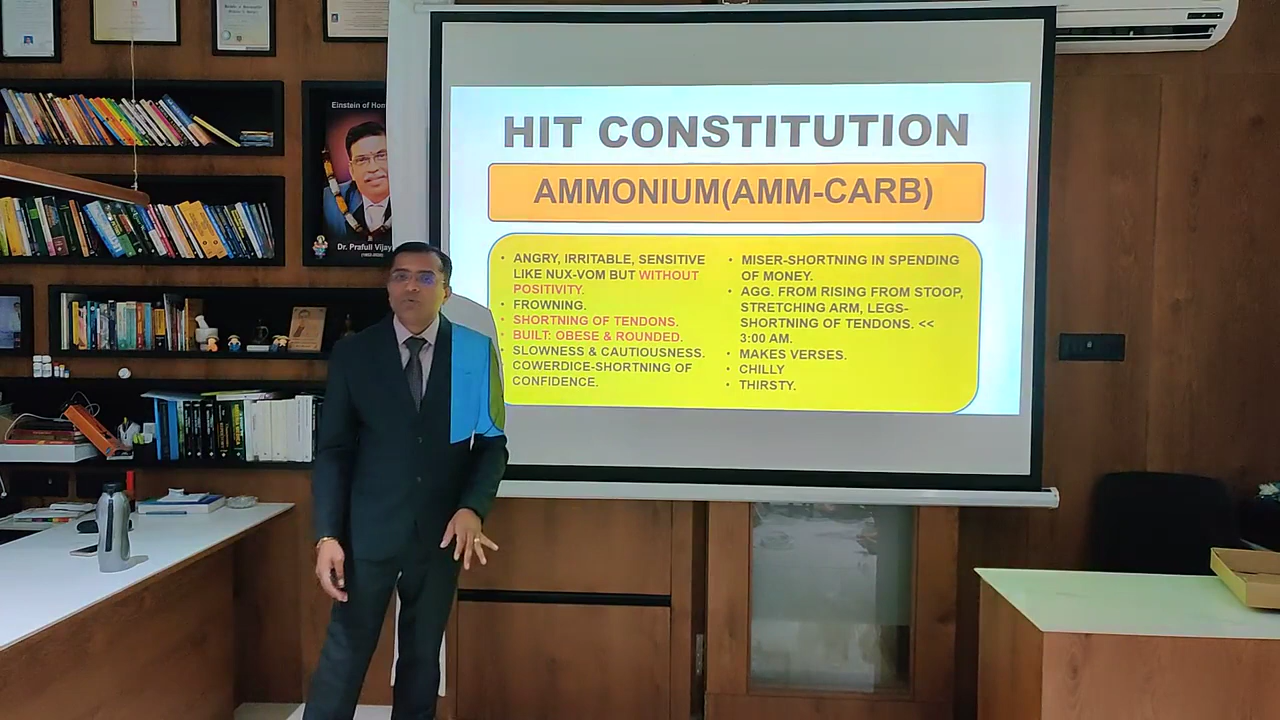 Einstein of Hom
Dr. Prafull Vijay
HIT CONSTITUTION
AMMONIUM(AMM-CARB)
• ANGRY, IRRITABLE, SENSITIVE
LIKE NUX-VOM BUT WITHOUT
POSITIVITY.
• FROWNING.
• SHORTNING OF TENDONS.
• BUILT: OBESE & ROUNDED.
• SLOWNESS & CAUTIOUSNESS.
COWERDICE-SHORTNING OF
CONFIDENCE.
• MISER-SHORTNING IN SPENDING
OF MONEY.
• AGG. FROM RISING FROM STOOP,
STRETCHING ARM, LEGS-
SHORTNING OF TENDONS. <<
3:00 AM.
• MAKES VERSES.
• CHILLY
• THIRSTY.